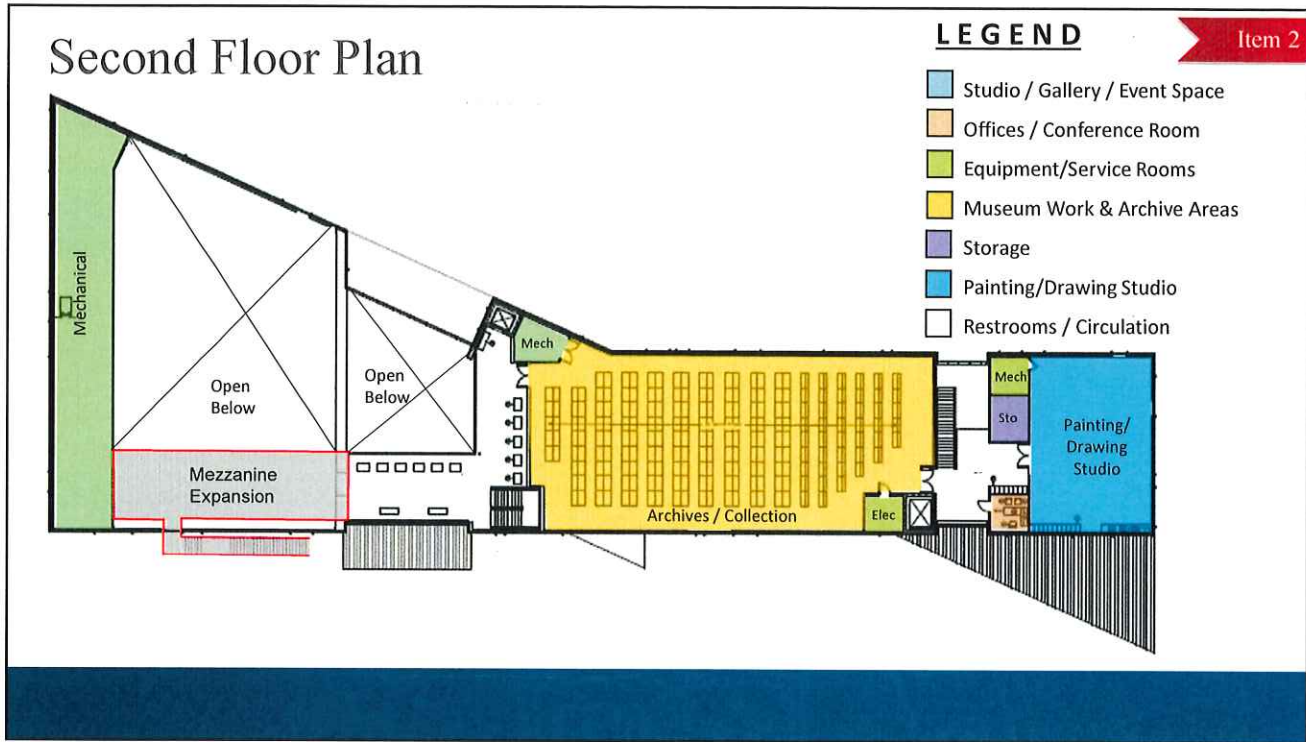 Second Floor Plan
LEGEND
Item 2
Studio / Gallery / Event Space
Offices / Conference Room
Equipment/Service Rooms
Museum Work & Archive Areas
Storage
Painting/Drawing Studio
Restrooms / Circulation
Mechanical
Open
Below
Open
Below
Mezzanine
Expansion
Mech
Archives / Collection
Elec
Mech
Sto
Painting/
Drawing
Studio